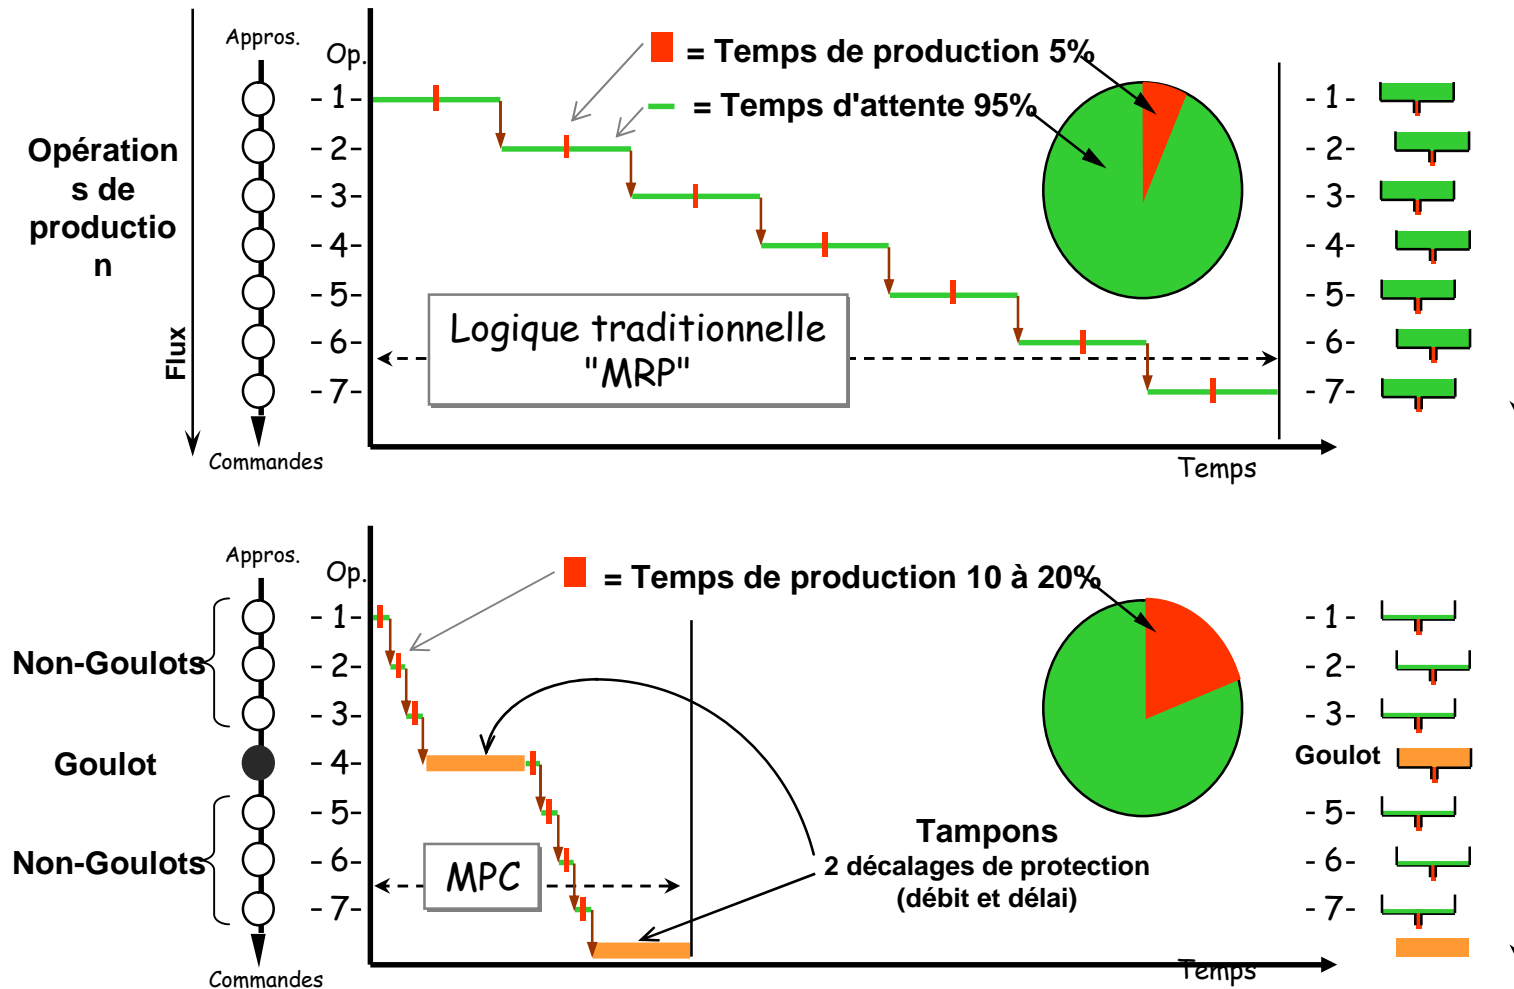 Appros.
Op.
= Temps de production 5%
= Temps d'attente 95%
Opération
s de
productio
n
Flux
- 1-
-2-
-3-
-4-
-5-
-6-
-7-
Logique traditionnelle
"MRP"
Commandes
Temps
- 1-
-2-
-3-
-4-
-5-
-6-
-7-
Appros.
Op.
= Temps de production 10 à 20%
Non-Goulots
Goulot
Non-Goulots
- 1-
-2-
-3-
-4-
-5-
-6-
-7-
MPC
Tampons
2 décalages de protection
(débit et délai)
Commandes
Temps
- 1-
-2-
-3-
Goulot
-5-
-6-
-7-